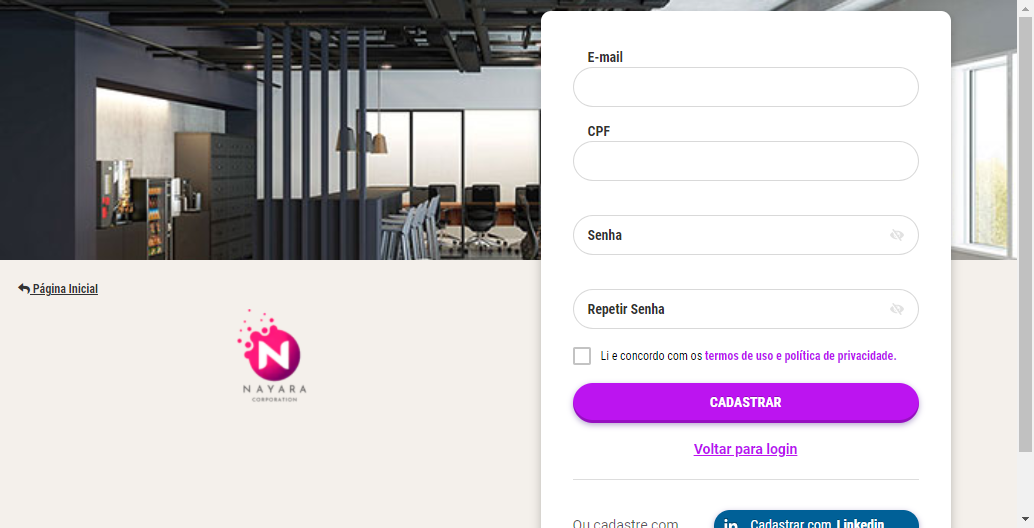 E-mail
CPF
Senha
Repetir Senha
Li e concordo com os termos de uso e política de privacidade.
CADASTRAR
Voltar para login
Ou cadastre com
in Cadastrar com Linkedin
Página Inicial
N
NAYARA
CORPORATION